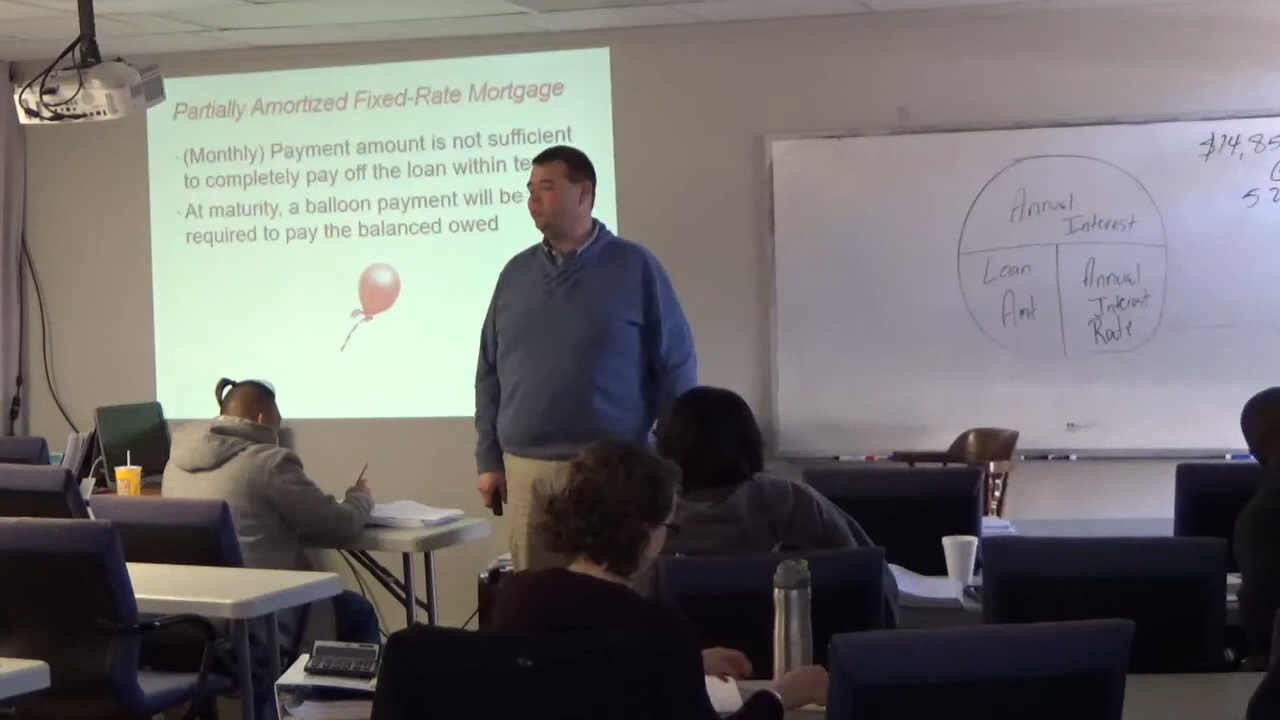 Partially Amortized Fixed-Rate Mortgage
(Monthly) Payment amount is not sufficient
to completely pay off the loan within
At maturity, a balloon payment will be
required to pay the balanced owed
Annual
Interest
Loan
Amt
Annual
Interest
Rate